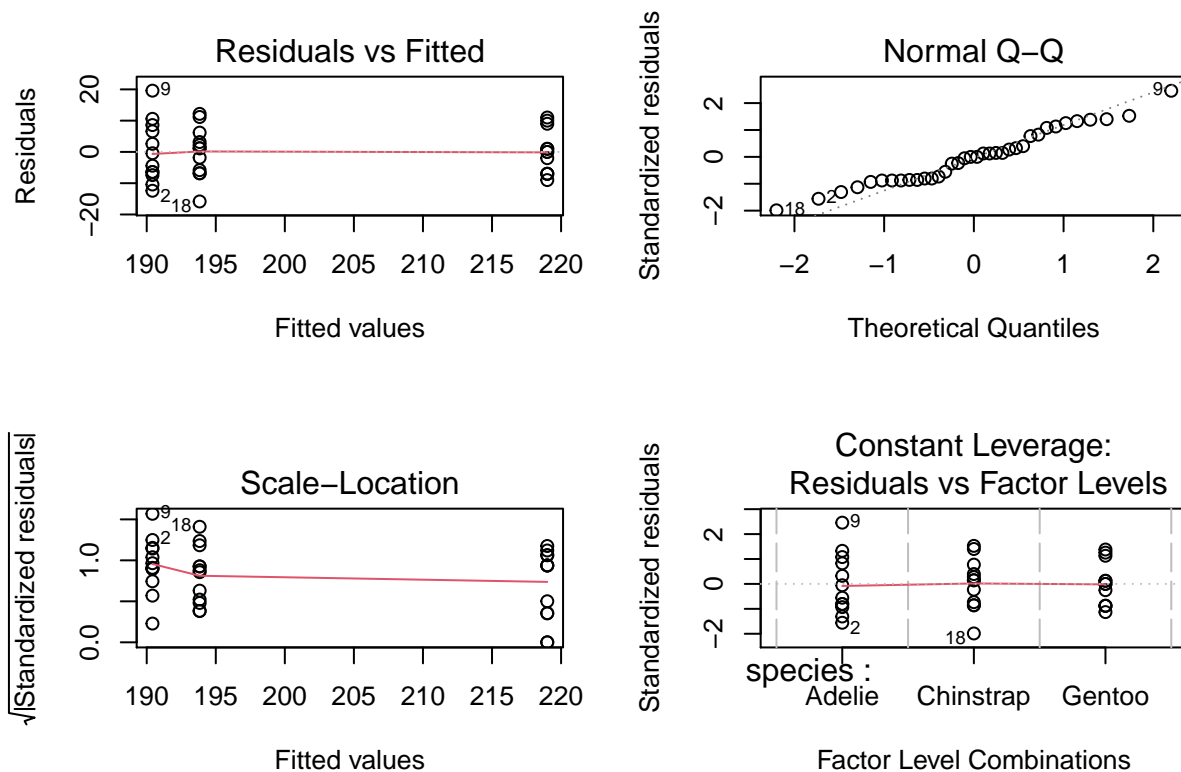 Residuals vs Fitted
Residuals
20
0
−20
9
2
18
190 195 200 205 210 215 220
Fitted values
Normal Q−Q
Standardized residuals
2
0
−2
9
2
18
−2 −1 0 1 2
Theoretical Quantiles
Scale−Location
√|Standardized residuals|
1.0
0.0
9
2
18
190 195 200 205 210 215 220
Fitted values
Constant Leverage:
Residuals vs Factor Levels
Standardized residuals
2
0
−2
9
2
18
species :
Adelie Chinstrap Gentoo
Factor Level Combinations